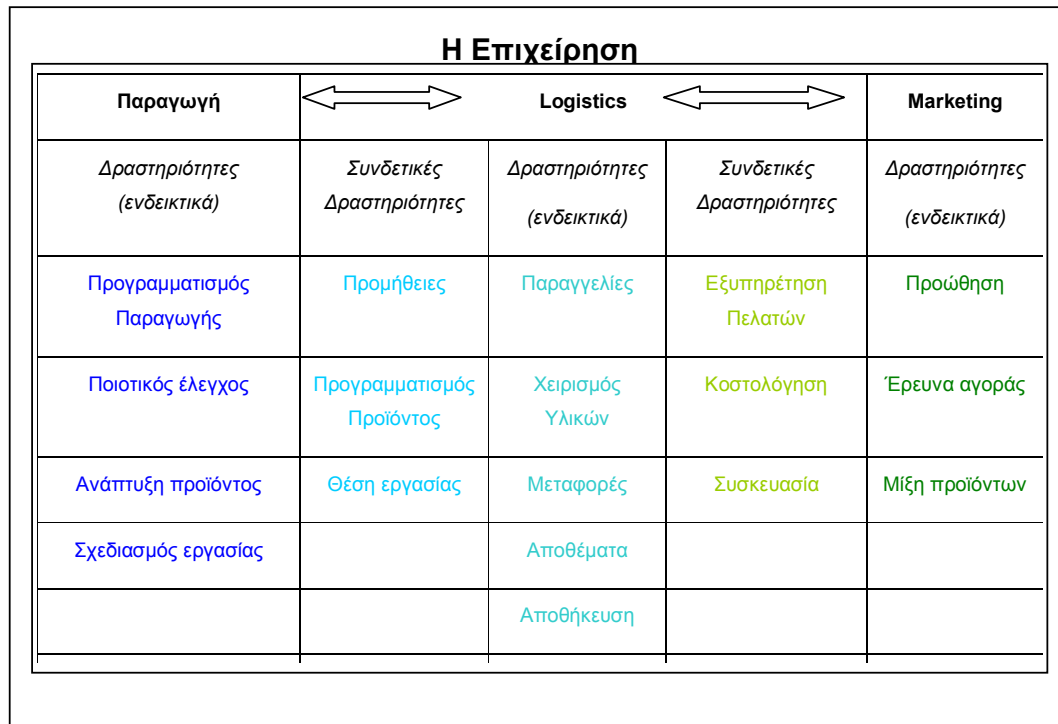 Η Επιχείρηση
Παραγωγή Logistics Marketing
Δραστηριότητες Συνδετικές Δραστηριότητες Συνδετικές Δραστηριότητες
(ενδεικτικά) Δραστηριότητες (ενδεικτικά) Δραστηριότητες (ενδεικτικά)
Προγραμματισμός Προμήθειες Παραγγελίες Εξυπηρέτηση Προώθηση
Παραγωγής Πελατών
Ποιοτικός έλεγχος Προγραμματισμός Χειρισμός Κοστολόγηση Έρευνα αγοράς
Προϊόντος Υλικών
Ανάπτυξη προϊόντος Θέση εργασίας Μεταφορές Συσκευασία Μίξη προϊόντων
Σχεδιασμός εργασίας Αποθέματα
Αποθήκευση